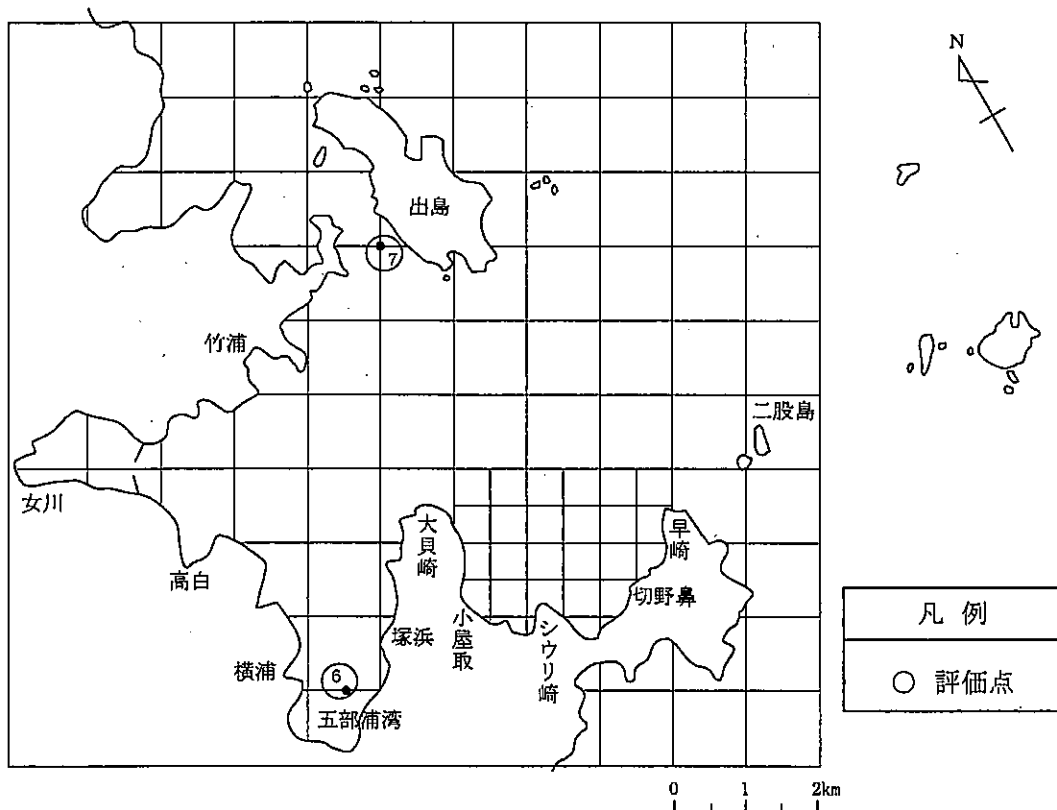 N
出島
7
竹浦
二股島
女川
大貝崎
早崎
高白
切野鼻
小屋取
シウリ崎
塚浜
横浦
6
五部浦湾
凡例
○ 評価点
0 1 2km